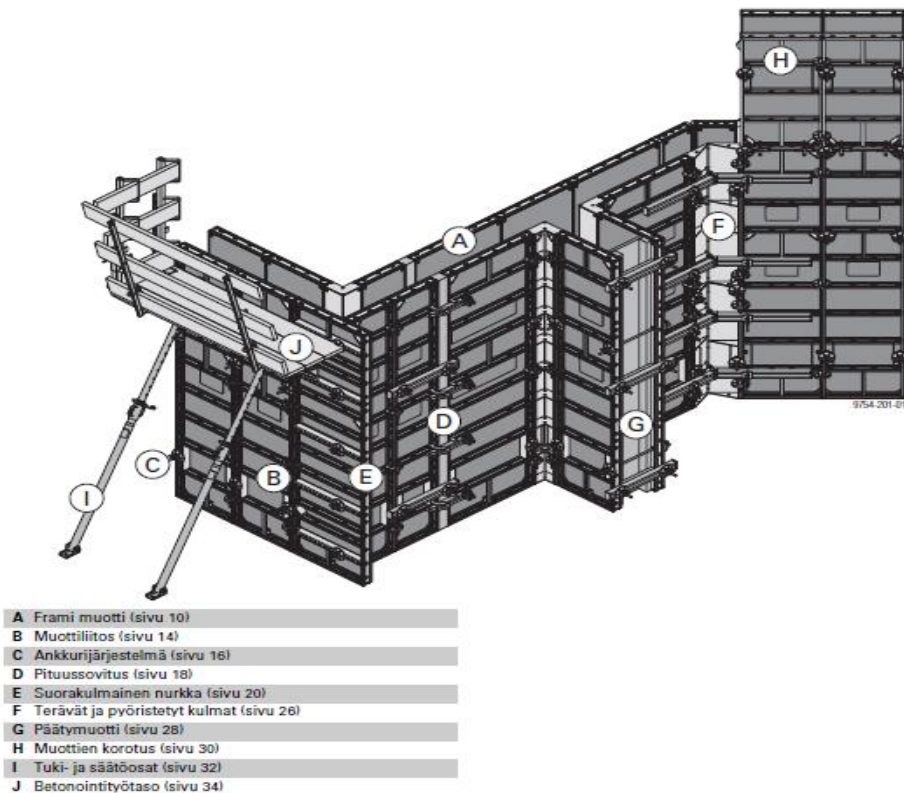 H
A
F
J
D
G
C
B
E
I
9754-201-01
A Frami muotti (sivu 10)
B Muottiliitos (sivu 14)
C Ankkurijärjestelmä (sivu 16)
D Pituussovitus (sivu 18)
E Suorakulmainen nurkka (sivu 20)
F Terävät ja pyöristetyt kulmat (sivu 26)
G Päätymuotti (sivu 28)
H Muottien korotus (sivu 30)
I Tuki- ja säätöosat (sivu 32)
J Betonointityötaso (sivu 34)